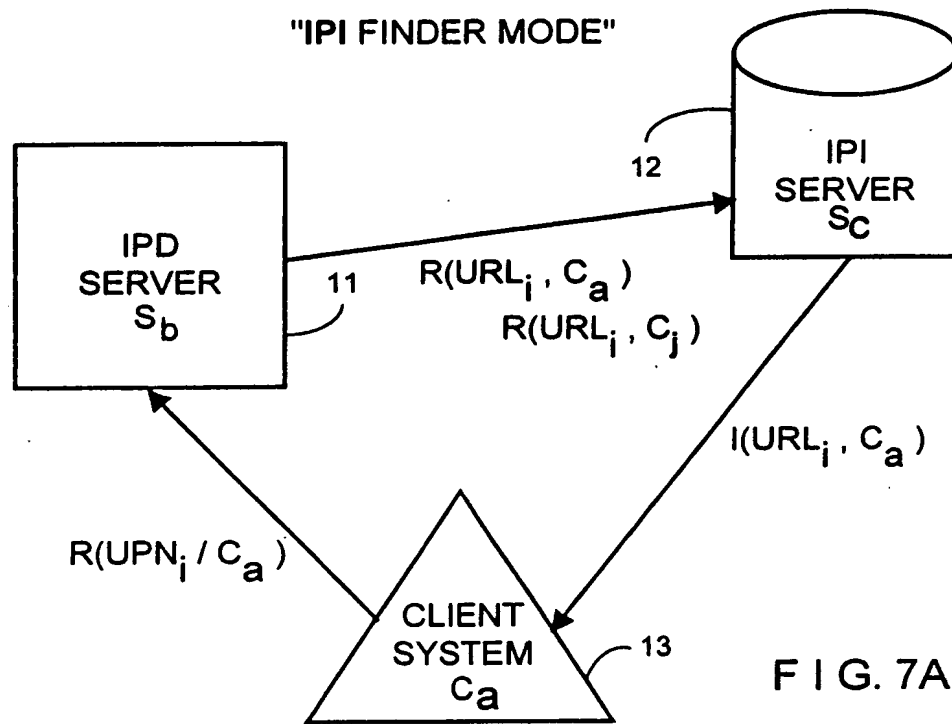 "IPI FINDER MODE"
12
IPI
SERVER
Sc
IPD
SERVER
Sb
11
R(URLi , Ca )
R(URLi , Cj )
I(URLi , Ca )
R(UPNi / Ca )
CLIENT
SYSTEM
Ca
13
F I G. 7A